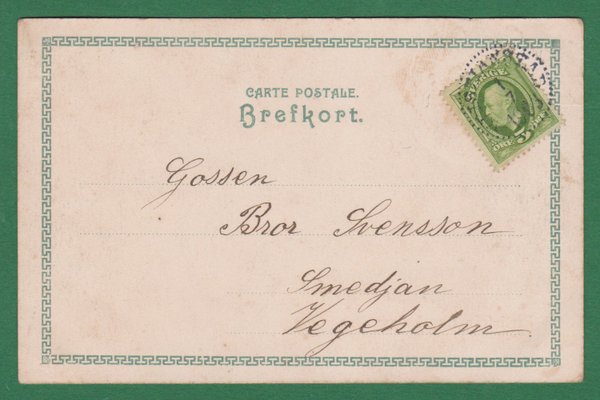 CARTE POSTALE.
Brefkort.
Gossen
Bror Svensson
Smedjan
Vegeholm.